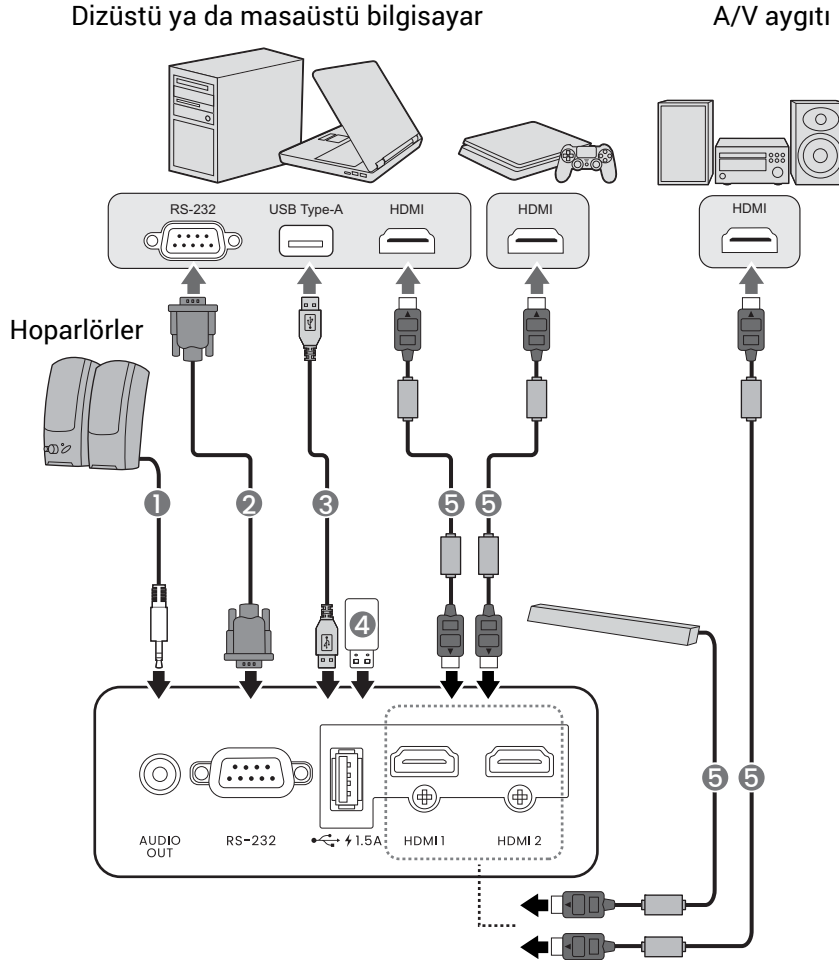 Dizüstü ya da masaüstü bilgisayar
A/V aygıtı
RS-232
USB Type-A
HDMI
HDMI
HDMI
Hoparlörler
1
2
3
5
5
4
5
5
AUDIO
OUT
RS-232
1.5A
HDMI 1
HDMI 2